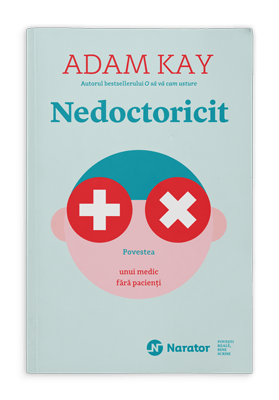 ADAM KAY
Autorul bestsellerului O să vă cam usture
Nedoctoricit
Povestea
unui medic
fără pacienți
N Narator